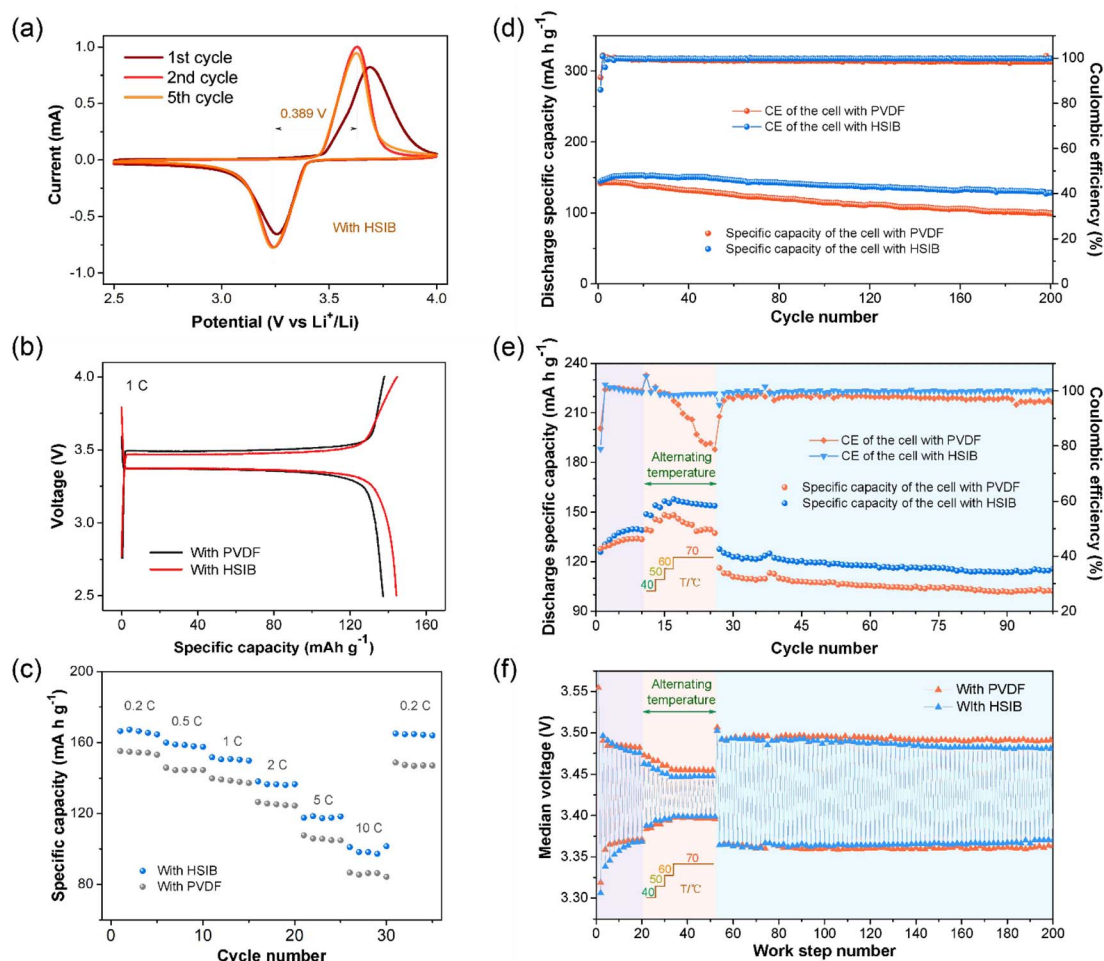 (a)
1.0
0.5
0.0
-0.5
-1.0
Current (mA)
1st cycle
2nd cycle
5th cycle
0.389 V
With HSIB
2.5
3.0
3.5
4.0
Potential (V vs Li⁺/Li)
(b)
4.0
3.5
3.0
2.5
Voltage (V)
1 C
With PVDF
With HSIB
0
40
80
120
160
Specific capacity (mAh g⁻¹)
(c)
200
160
120
80
Specific capacity (mA h g⁻¹)
0.2 C
0.5 C
1 C
2 C
5 C
10 C
0.2 C
With HSIB
With PVDF
0
10
20
30
Cycle number
(d)
300
200
100
0
Discharge specific capacity (mA h g⁻¹)
CE of the cell with PVDF
CE of the cell with HSIB
Specific capacity of the cell with PVDF
Specific capacity of the cell with HSIB
100
80
60
40
20
0
Coulombic efficiency (%)
0
40
80
120
160
200
Cycle number
(e)
240
210
180
150
120
90
Discharge specific capacity (mA h g⁻¹)
Alternating
temperature
CE of the cell with PVDF
CE of the cell with HSIB
Specific capacity of the cell with PVDF
Specific capacity of the cell with HSIB
40
50
60
70
T/℃
100
80
60
40
20
Coulombic efficiency (%)
0
15
30
45
60
75
90
Cycle number
(f)
3.55
3.50
3.45
3.40
3.35
3.30
Median voltage (V)
Alternating
temperature
With PVDF
With HSIB
40
50
60
70
T/℃
0
20
40
60
80
100
120
140
160
180
200
Work step number